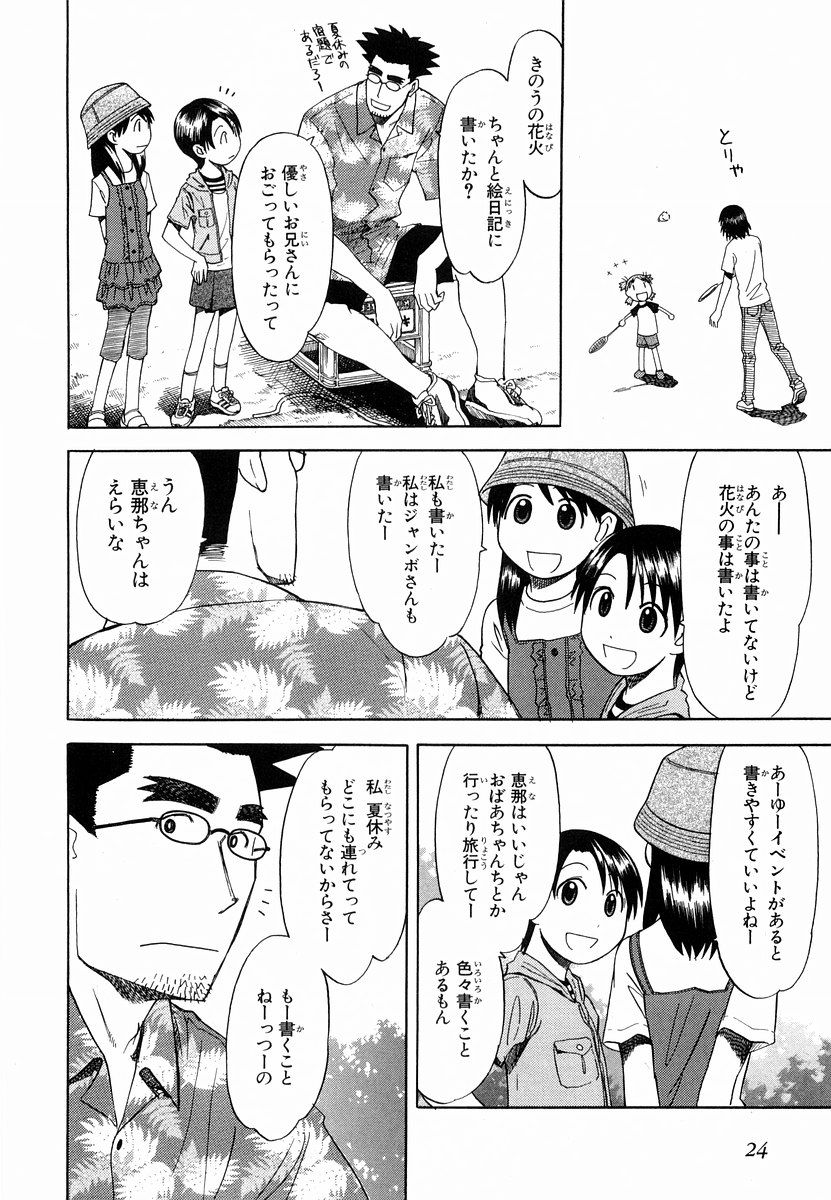 とりゃ
きのうの花火
ちゃんと絵日記に
書いたか?
夏休みの
宿題で
あるだろー
優しいお兄さんに
おごってもらったって
あー
あんたの事は書いてないけど
花火の事は書いたよ
私も書いたー
私はジャンボさんも
書いたー
うん
恵那ちゃんは
えらいな
あーゆーイベントがあると
書きやすくていいよねー
恵那はいいじゃん
おばあちゃんちとか
行ったり旅行してー
色々書くこと
あるもん
私 夏休み
どこにも連れてって
もらってないからさー
もー書くこと
ねーっつーの
24